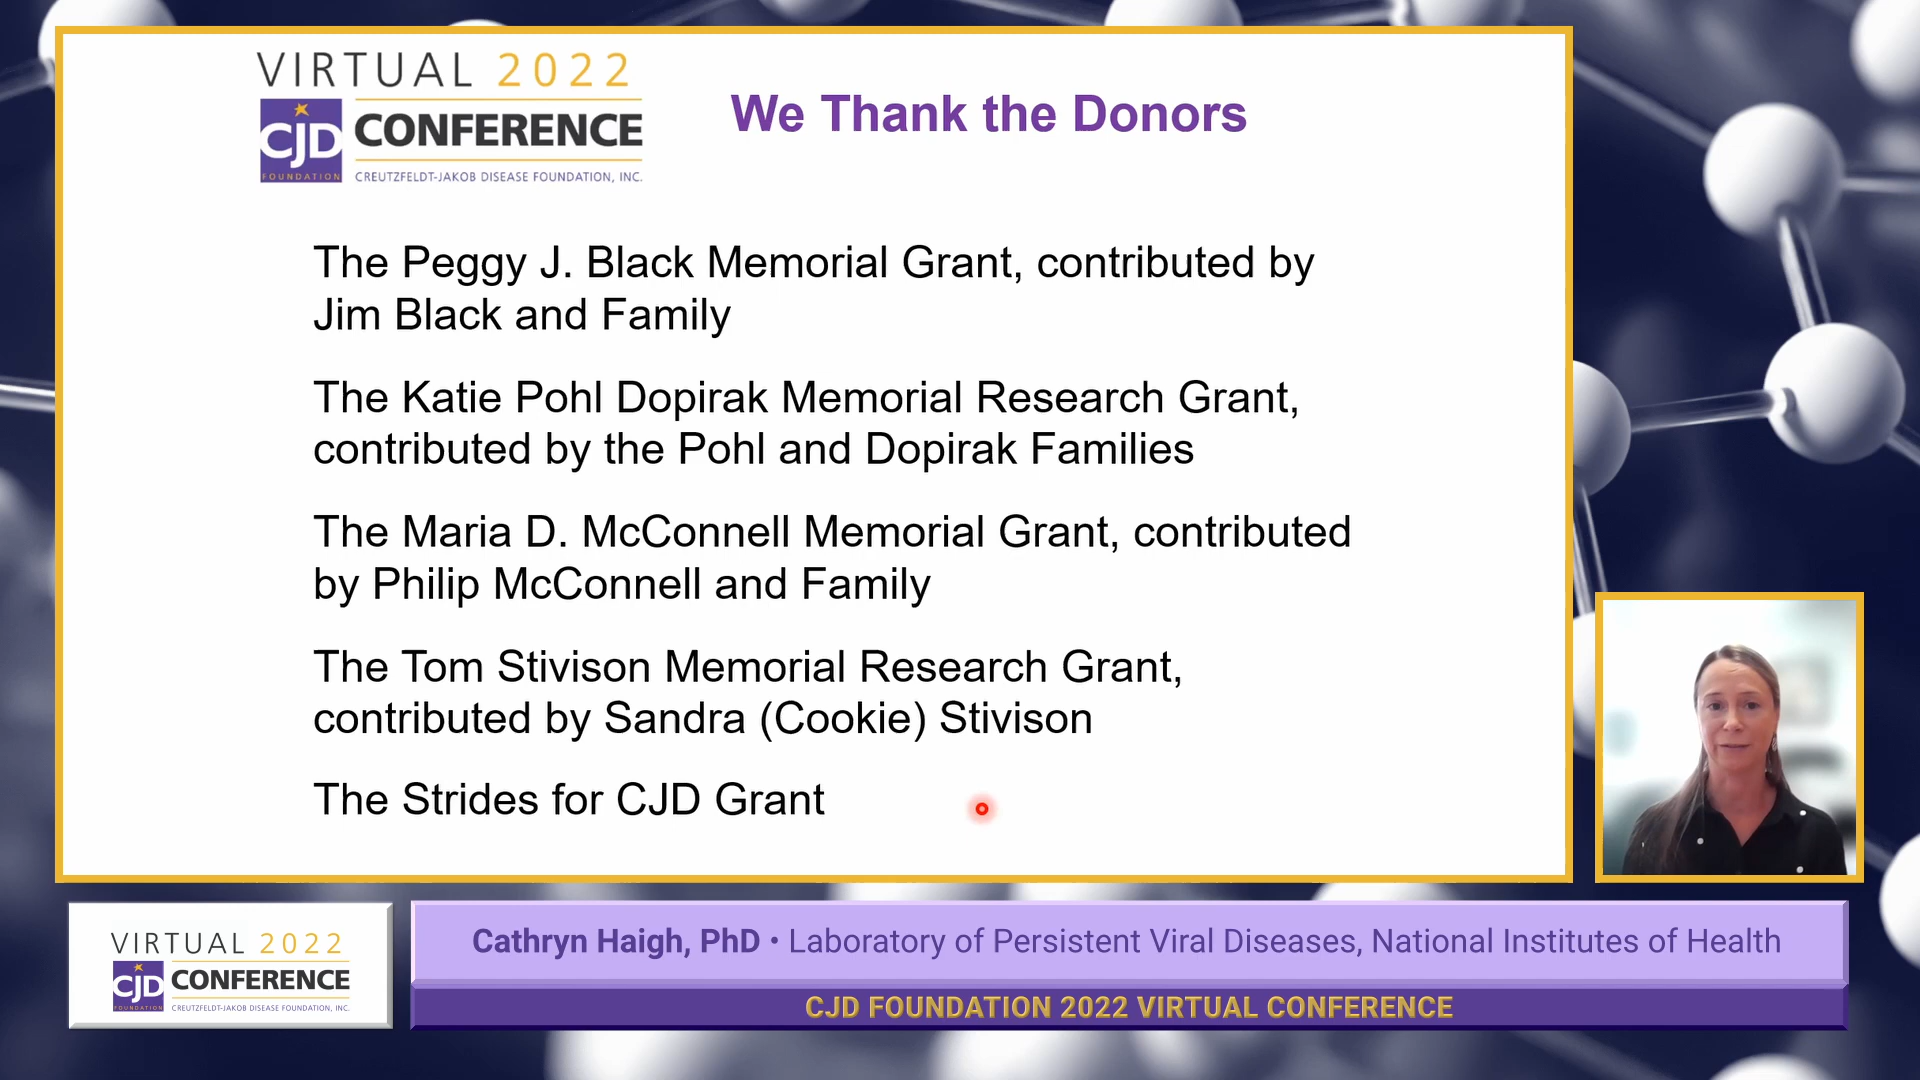 VIRTUAL 2022
CJD CONFERENCE
FOUNDATION CREUTZFELDT-JAKOB DISEASE FOUNDATION, INC.
We Thank the Donors
The Peggy J. Black Memorial Grant, contributed by
Jim Black and Family
The Katie Pohl Dopirak Memorial Research Grant,
contributed by the Pohl and Dopirak Families
The Maria D. McConnell Memorial Grant, contributed
by Philip McConnell and Family
The Tom Stivison Memorial Research Grant,
contributed by Sandra (Cookie) Stivison
The Strides for CJD Grant
VIRTUAL 2022
CJD CONFERENCE
FOUNDATION CREUTZFELDT-JAKOB DISEASE FOUNDATION, INC.
Cathryn Haigh, PhD • Laboratory of Persistent Viral Diseases, National Institutes of Health
CJD FOUNDATION 2022 VIRTUAL CONFERENCE